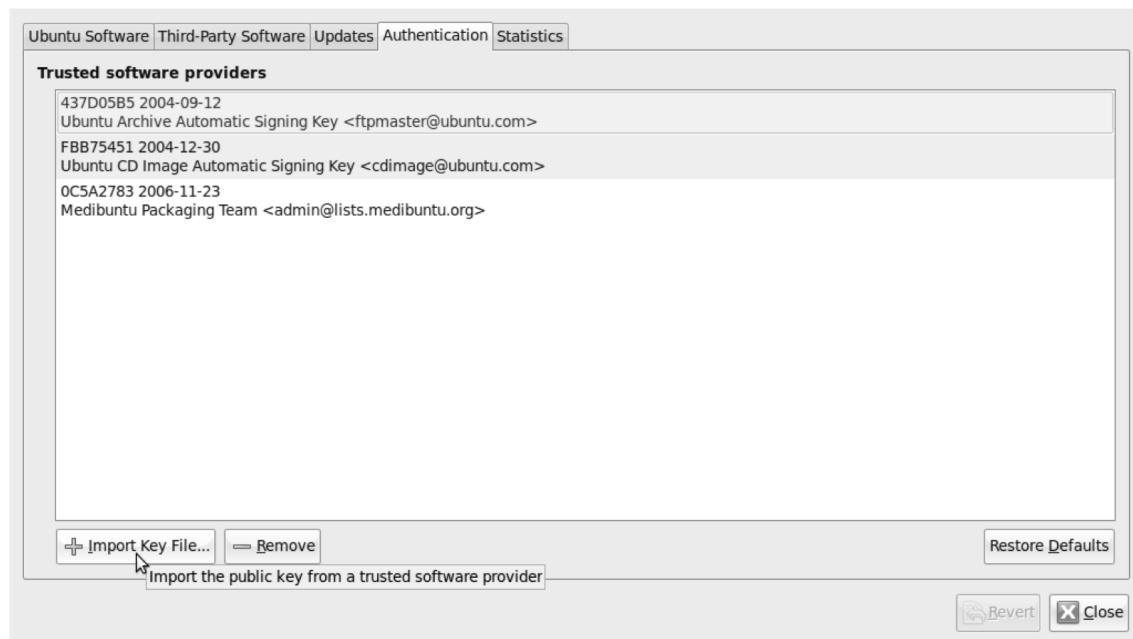 Ubuntu Software Third-Party Software Updates Authentication Statistics
Trusted software providers
437D05B5 2004-09-12
Ubuntu Archive Automatic Signing Key <ftpmaster@ubuntu.com>
FBB75451 2004-12-30
Ubuntu CD Image Automatic Signing Key <cdimage@ubuntu.com>
0C5A2783 2006-11-23
Medibuntu Packaging Team <admin@lists.medibuntu.org>
Import Key File... Remove Restore Defaults
Import the public key from a trusted software provider
Revert Close